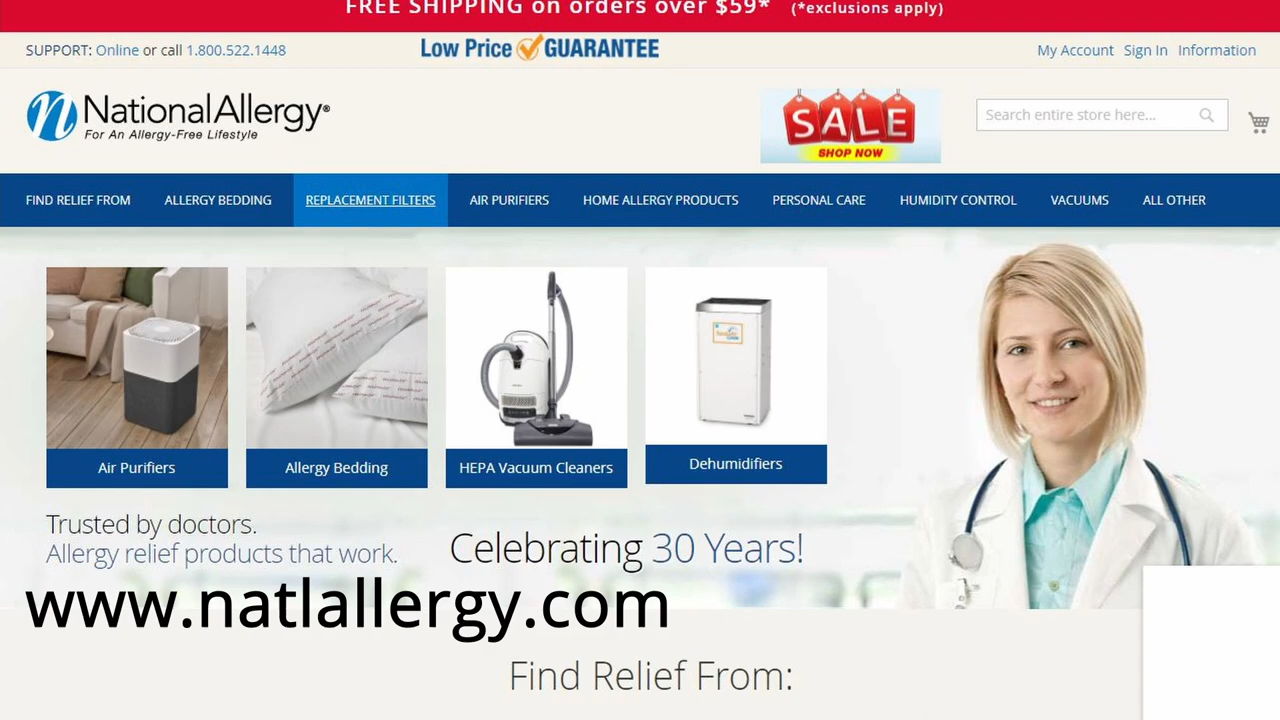 FREE SHIPPING on orders over $59* (*exclusions apply)
SUPPORT: Online or call 1.800.522.1448
Low Price GUARANTEE
My Account Sign In Information
NationalAllergy®
For An Allergy-Free Lifestyle
SALE
SHOP NOW
Search entire store here...
FIND RELIEF FROM ALLERGY BEDDING REPLACEMENT FILTERS AIR PURIFIERS HOME ALLERGY PRODUCTS PERSONAL CARE HUMIDITY CONTROL VACUUMS ALL OTHER
Air Purifiers
Allergy Bedding
HEPA Vacuum Cleaners
Dehumidifiers
Trusted by doctors.
Allergy relief products that work.
Celebrating 30 Years!
www.natlallergy.com
Find Relief From: